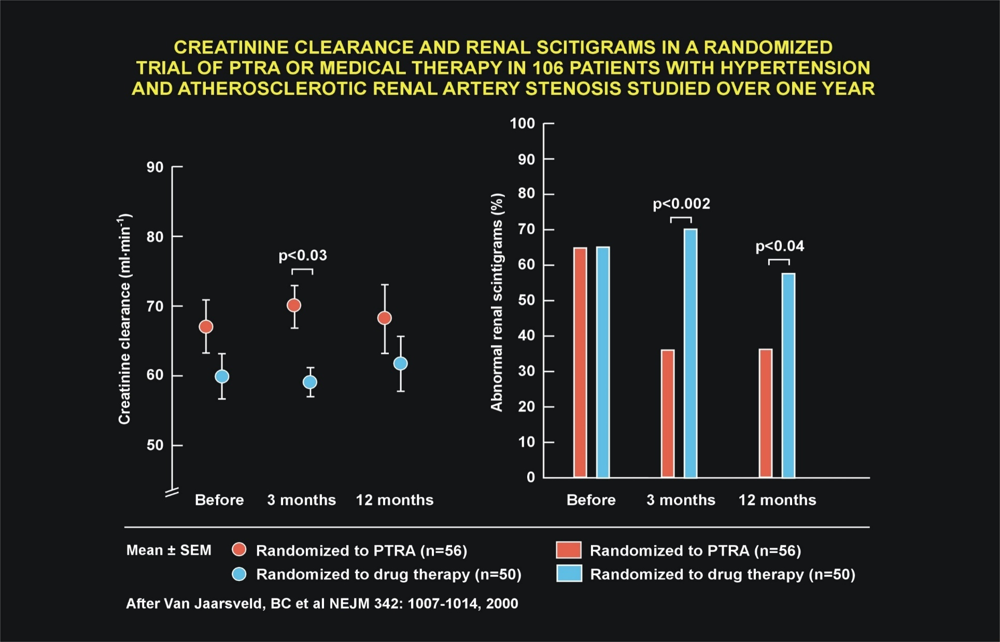 CREATININE CLEARANCE AND RENAL SCITIGRAMS IN A RANDOMIZED
TRIAL OF PTRA OR MEDICAL THERAPY IN 106 PATIENTS WITH HYPERTENSION
AND ATHEROSCLEROTIC RENAL ARTERY STENOSIS STUDIED OVER ONE YEAR
Creatinine clearance (ml·min⁻¹)
90
80
70
60
50
p<0.03
Before 3 months 12 months
Abnormal renal scintigrams (%)
100
90
80
70
60
50
40
30
20
10
0
p<0.002
p<0.04
Before 3 months 12 months
Mean ± SEM
Randomized to PTRA (n=56)
Randomized to drug therapy (n=50)
Randomized to PTRA (n=56)
Randomized to drug therapy (n=50)
After Van Jaarsveld, BC et al NEJM 342: 1007-1014, 2000